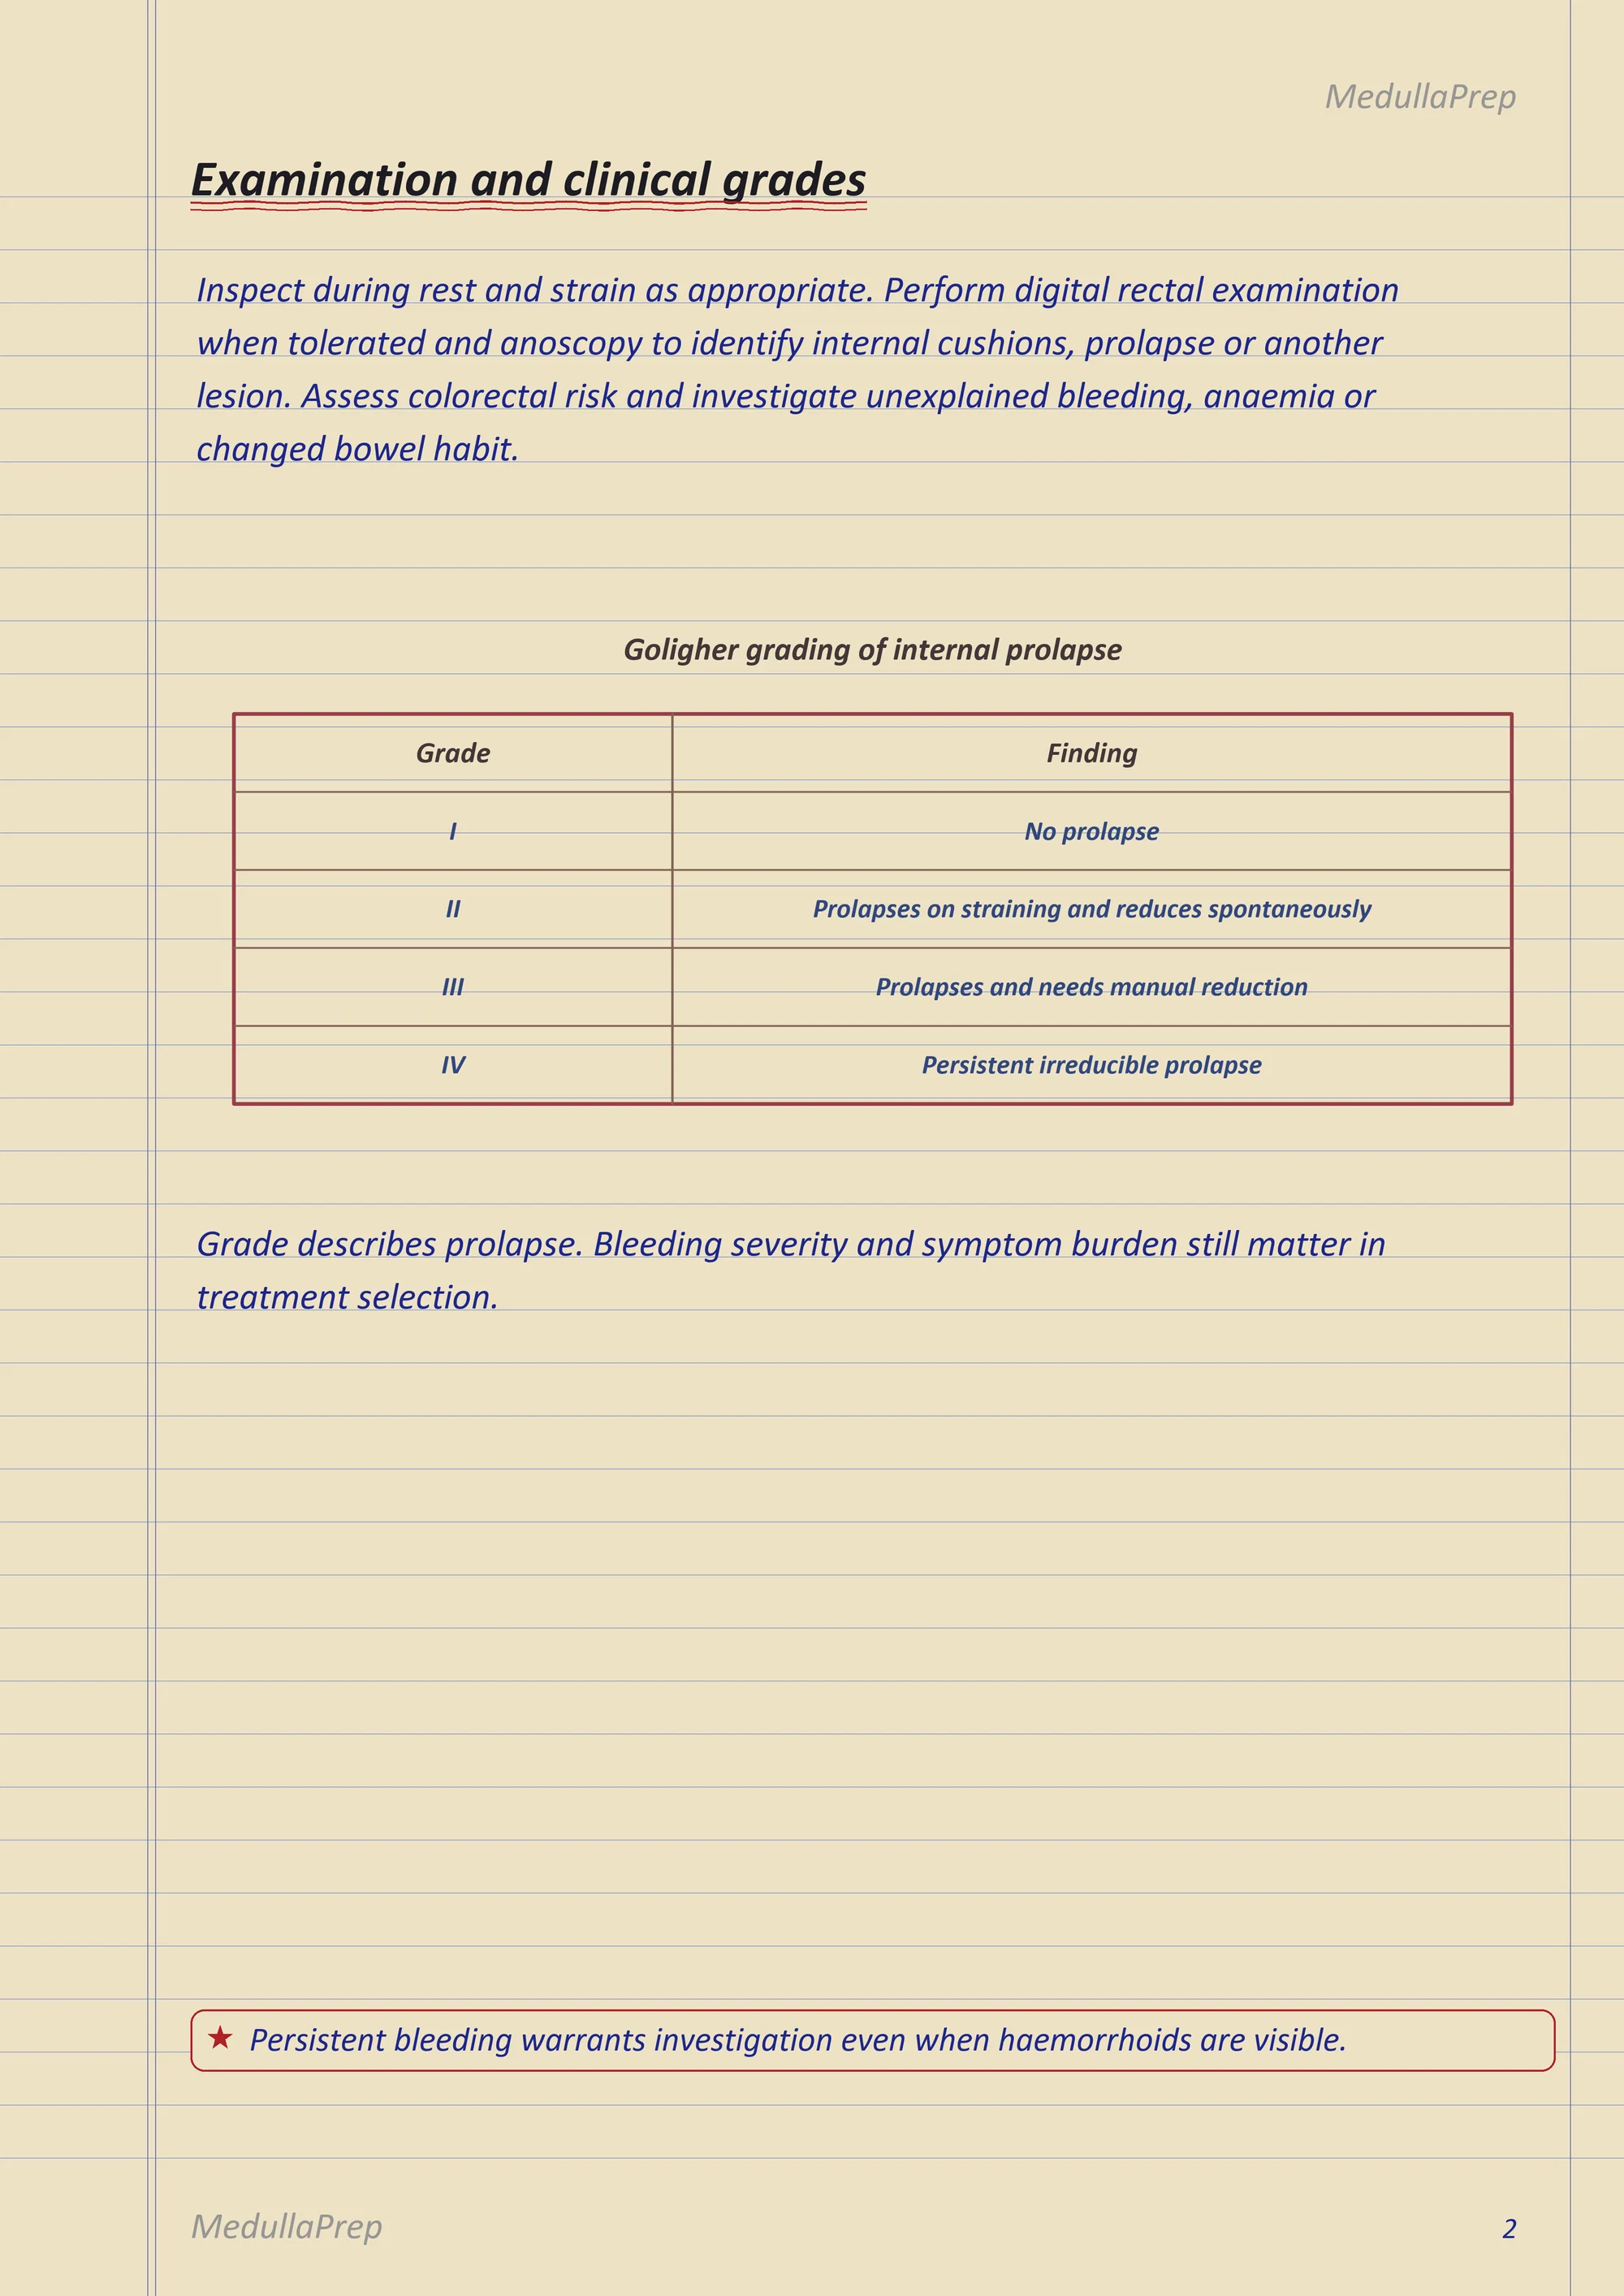 MedullaPrep
Examination and clinical grades
Inspect during rest and strain as appropriate. Perform digital rectal examination
when tolerated and anoscopy to identify internal cushions, prolapse or another
lesion. Assess colorectal risk and investigate unexplained bleeding, anaemia or
changed bowel habit.
Goligher grading of internal prolapse
Grade Finding
I No prolapse
II Prolapses on straining and reduces spontaneously
III Prolapses and needs manual reduction
IV Persistent irreducible prolapse
Grade describes prolapse. Bleeding severity and symptom burden still matter in
treatment selection.
★ Persistent bleeding warrants investigation even when haemorrhoids are visible.
MedullaPrep 2